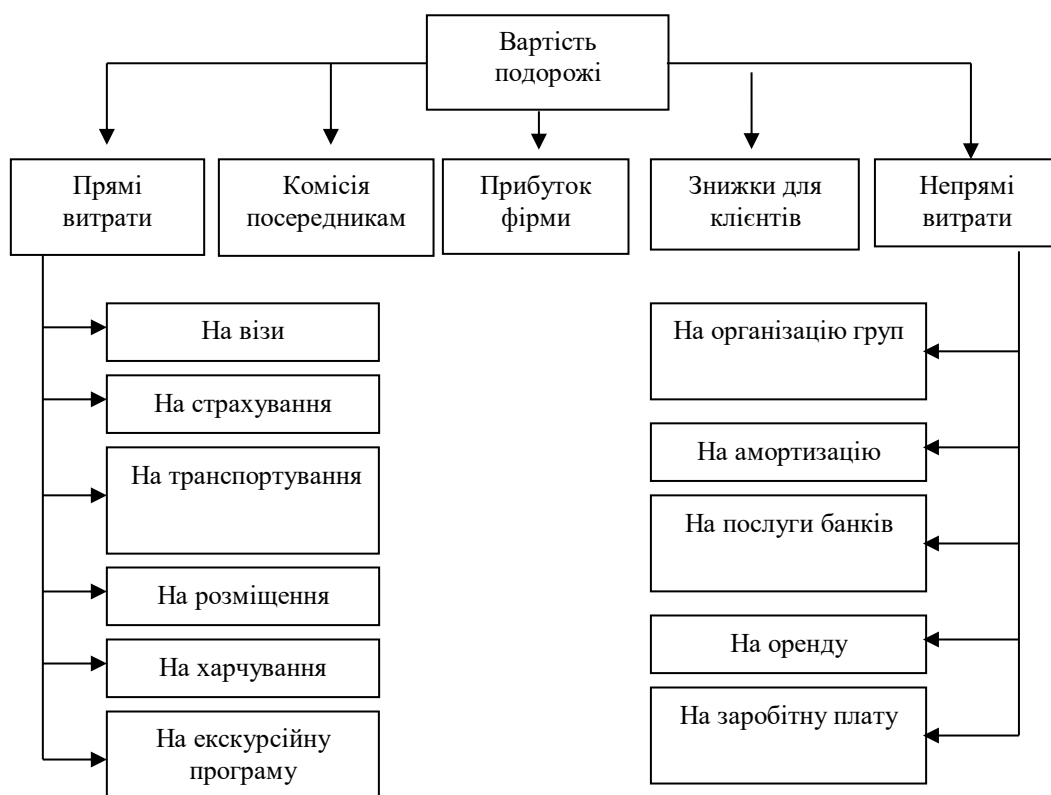 Вартість
подорожі
Прямі
витрати
Комісія
посередникам
Прибуток
фірми
Знижки для
клієнтів
Непрямі
витрати
На візи
На страхування
На транспортування
На розміщення
На харчування
На екскурсійну
програму
На організацію груп
На амортизацію
На послуги банків
На оренду
На заробітну плату